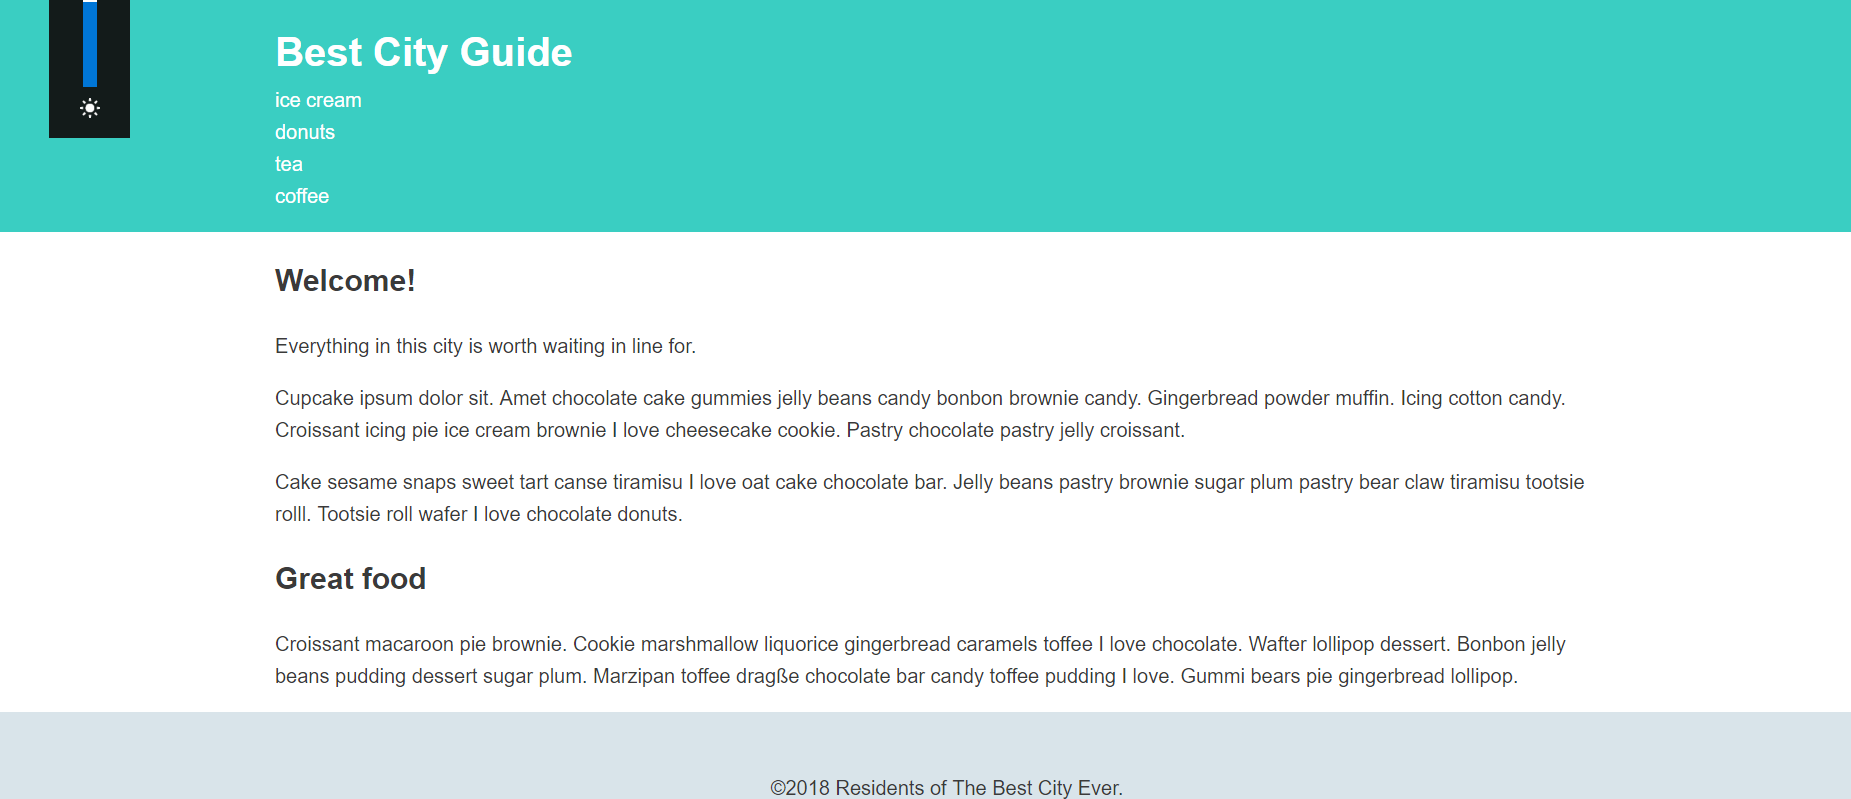 Best City Guide
ice cream
donuts
tea
coffee
Welcome!
Everything in this city is worth waiting in line for.
Cupcake ipsum dolor sit. Amet chocolate cake gummies jelly beans candy bonbon brownie candy. Gingerbread powder muffin. Icing cotton candy.
Croissant icing pie ice cream brownie I love cheesecake cookie. Pastry chocolate pastry jelly croissant.
Cake sesame snaps sweet tart canse tiramisu I love oat cake chocolate bar. Jelly beans pastry brownie sugar plum pastry bear claw tiramisu tootsie
rolll. Tootsie roll wafer I love chocolate donuts.
Great food
Croissant macaroon pie brownie. Cookie marshmallow liquorice gingerbread caramels toffee I love chocolate. Wafter lollipop dessert. Bonbon jelly
beans pudding dessert sugar plum. Marzipan toffee dragße chocolate bar candy toffee pudding I love. Gummi bears pie gingerbread lollipop.
©2018 Residents of The Best City Ever.